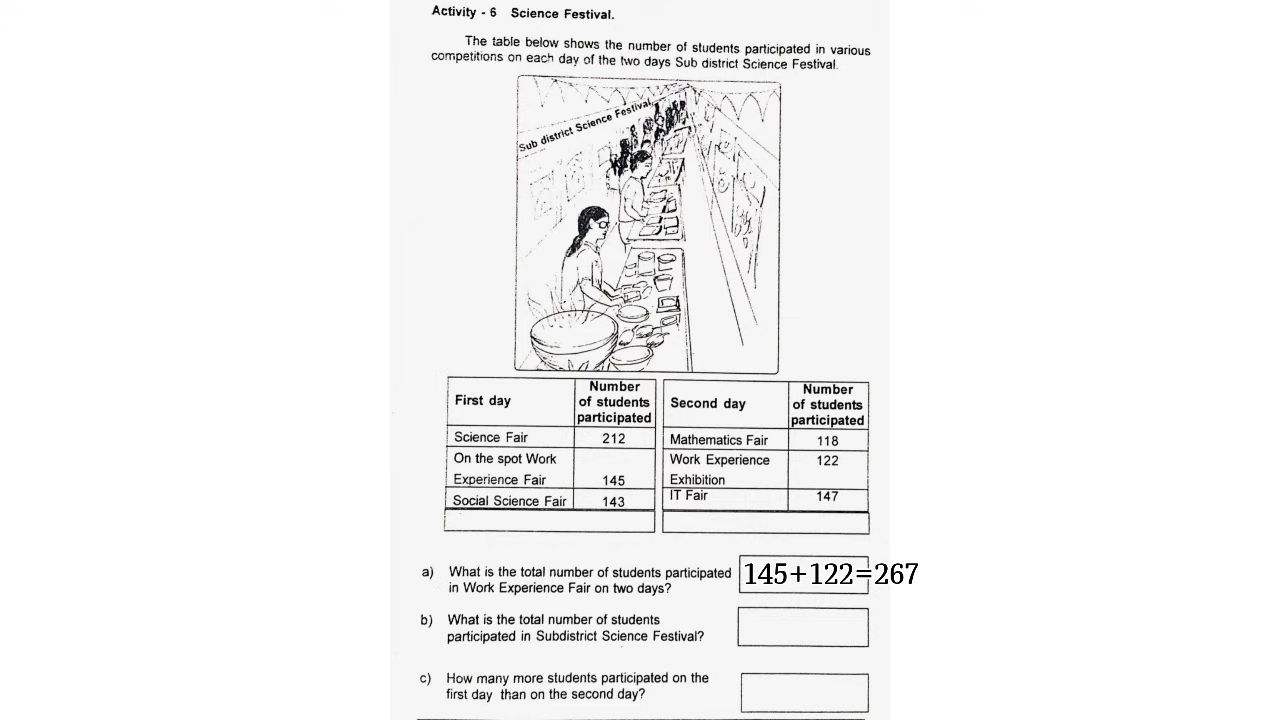 Activity - 6 Science Festival.
The table below shows the number of students participated in various
competitions on each day of the two days Sub district Science Festival.
Sub district Science Festival
First day
Number
of students
participated
Science Fair 212
On the spot Work
Experience Fair 145
Social Science Fair 143
Second day
Number
of students
participated
Mathematics Fair 118
Work Experience 122
Exhibition
IT Fair 147
a) What is the total number of students participated
in Work Experience Fair on two days?
145+122=267
b) What is the total number of students
participated in Subdistrict Science Festival?
c) How many more students participated on the
first day than on the second day?